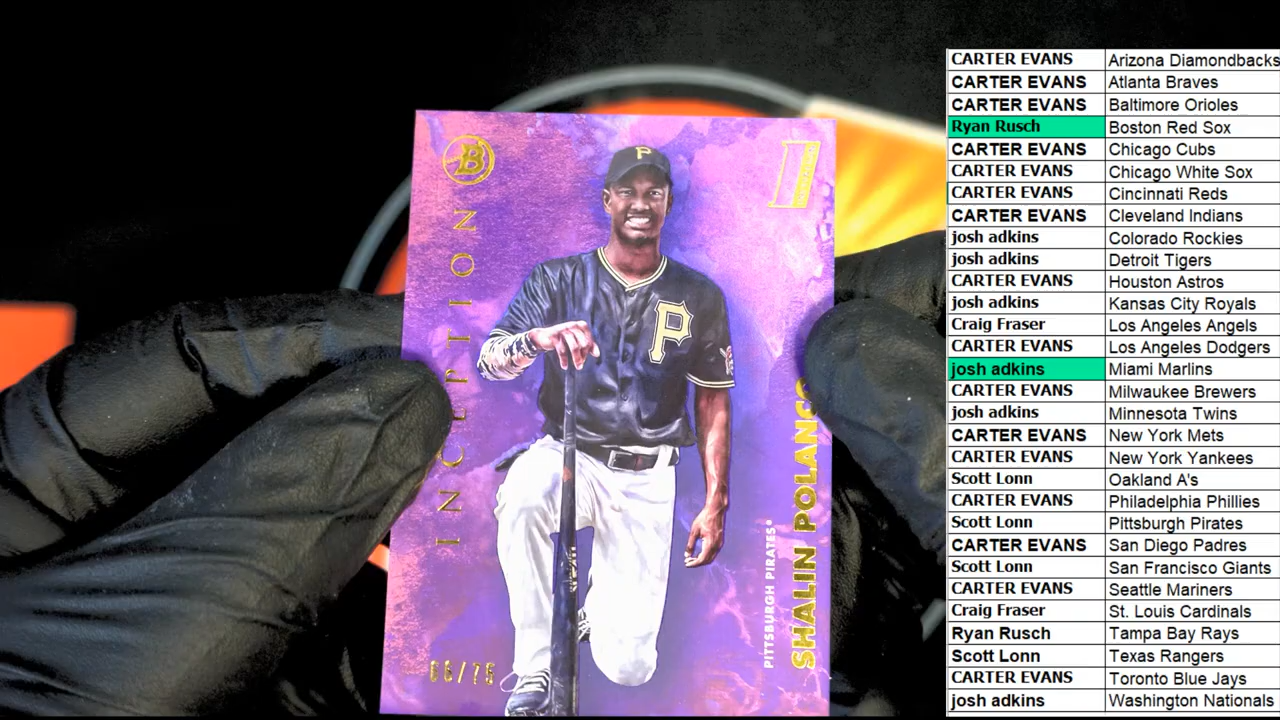 B
INCEPTION
P
P
PITTSBURGH PIRATES®
SHALIN POLANCO
CARTER EVANS Arizona Diamondbacks
CARTER EVANS Atlanta Braves
CARTER EVANS Baltimore Orioles
Ryan Rusch Boston Red Sox
CARTER EVANS Chicago Cubs
CARTER EVANS Chicago White Sox
CARTER EVANS Cincinnati Reds
CARTER EVANS Cleveland Indians
josh adkins Colorado Rockies
josh adkins Detroit Tigers
CARTER EVANS Houston Astros
josh adkins Kansas City Royals
Craig Fraser Los Angeles Angels
CARTER EVANS Los Angeles Dodgers
josh adkins Miami Marlins
CARTER EVANS Milwaukee Brewers
josh adkins Minnesota Twins
CARTER EVANS New York Mets
CARTER EVANS New York Yankees
Scott Lonn Oakland A's
CARTER EVANS Philadelphia Phillies
Scott Lonn Pittsburgh Pirates
CARTER EVANS San Diego Padres
Scott Lonn San Francisco Giants
CARTER EVANS Seattle Mariners
Craig Fraser St. Louis Cardinals
Ryan Rusch Tampa Bay Rays
Scott Lonn Texas Rangers
CARTER EVANS Toronto Blue Jays
josh adkins Washington Nationals